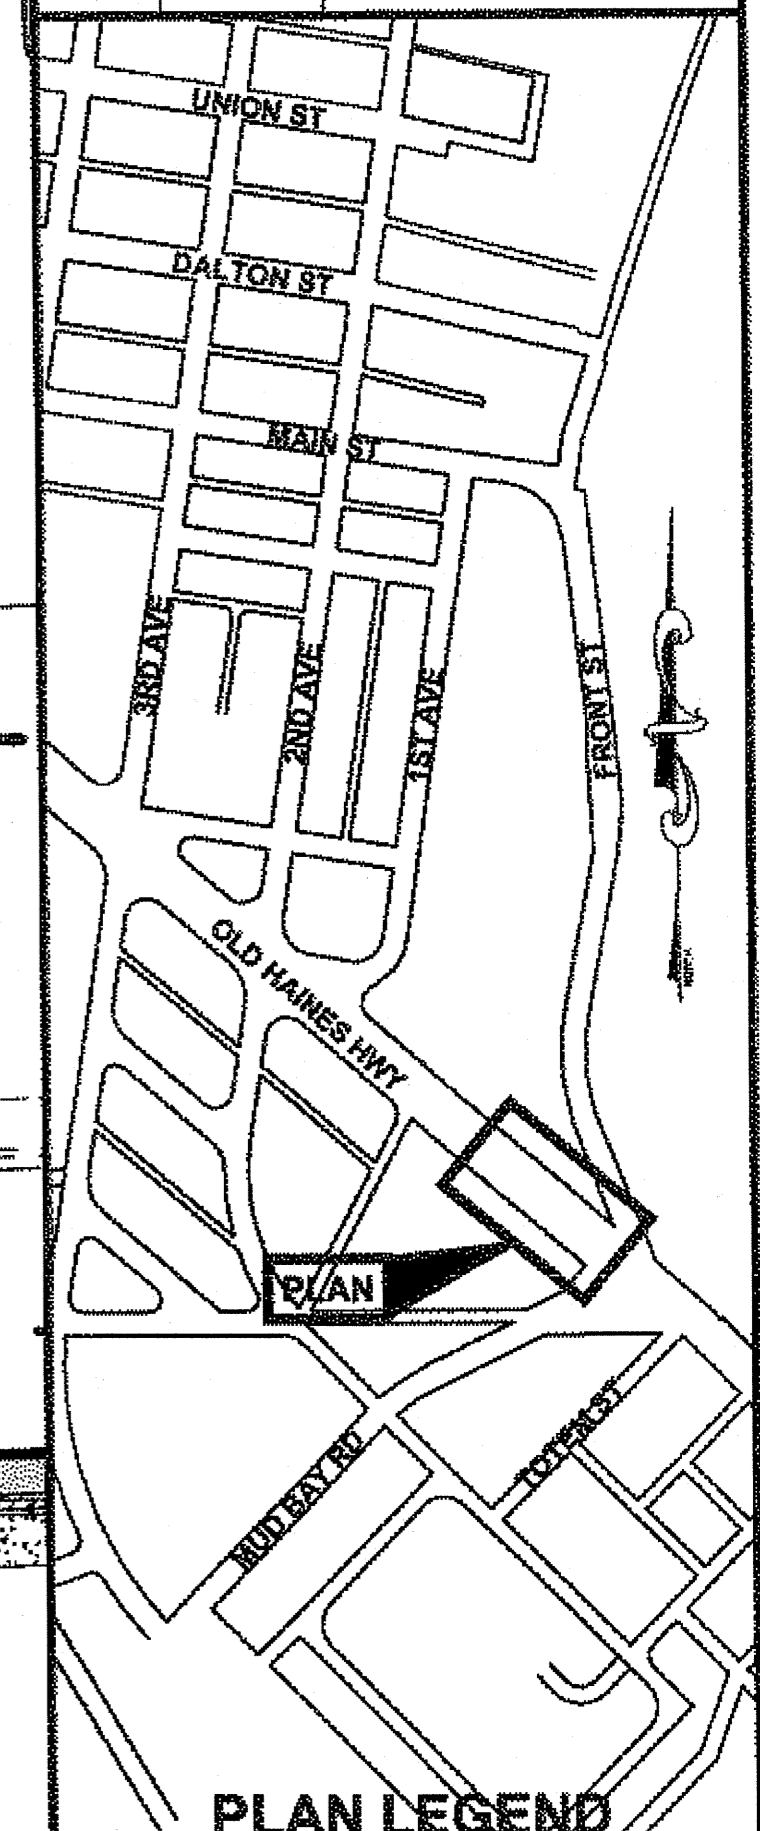 UNION ST
DALTON ST
MAIN ST
3RD AVE
2ND AVE
1ST AVE
FRONT ST
OLD HAINES HWY
PLAN
TOTEM ST
MUD BAY RD
PLAN LEGEND